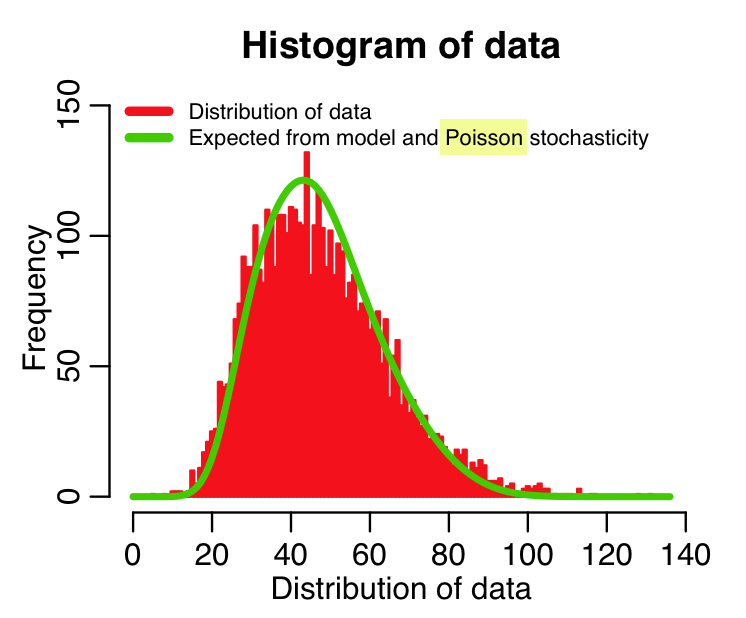 Histogram of data
Distribution of data
Expected from model and Poisson stochasticity
Frequency
0
50
100
150
0 20 40 60 80 100 120 140
Distribution of data